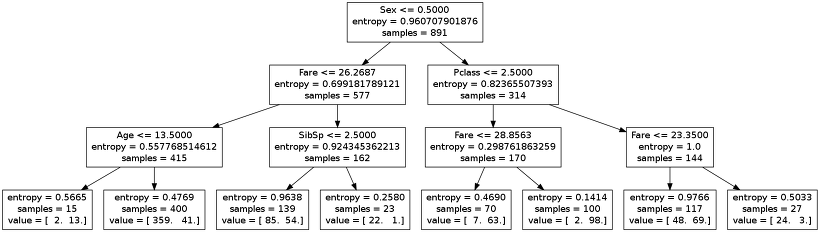 Sex <= 0.5000
entropy = 0.960707901876
samples = 891
Fare <= 26.2687
entropy = 0.699181789121
samples = 577
Pclass <= 2.5000
entropy = 0.82365507393
samples = 314
Age <= 13.5000
entropy = 0.557768514612
samples = 415
SibSp <= 2.5000
entropy = 0.924345362213
samples = 162
Fare <= 28.8563
entropy = 0.298761863259
samples = 170
Fare <= 23.3500
entropy = 1.0
samples = 144
entropy = 0.5665
samples = 15
value = [ 2. 13.]
entropy = 0.4769
samples = 400
value = [ 359. 41.]
entropy = 0.9638
samples = 139
value = [ 85. 54.]
entropy = 0.2580
samples = 23
value = [ 22. 1.]
entropy = 0.4690
samples = 70
value = [ 7. 63.]
entropy = 0.1414
samples = 100
value = [ 2. 98.]
entropy = 0.9766
samples = 117
value = [ 48. 69.]
entropy = 0.5033
samples = 27
value = [ 24. 3.]